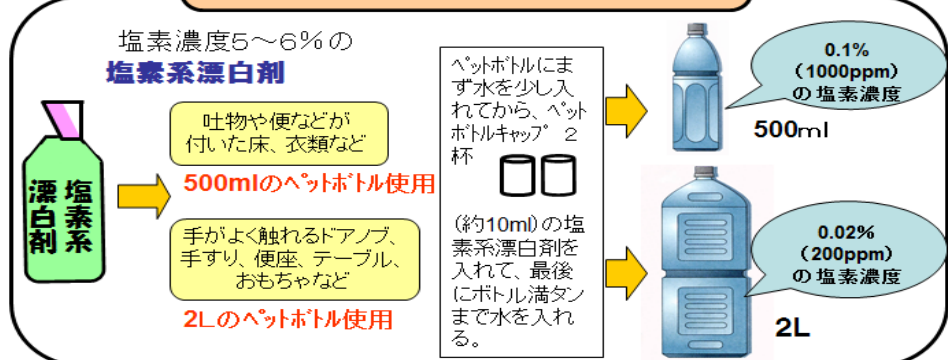 塩素濃度5～6%の
塩素系漂白剤
塩素系
漂白剤
吐物や便などが
付いた床、衣類など
500mlのペットボトル使用
手がよく触れるドアノブ、
手すり、便座、テーブル、
おもちゃなど
2Lのペットボトル使用
ペットボトルにま
ず水を少し入
れてから、ペット
ボトルキャップ 2
杯
(約10ml)の塩
素系漂白剤を
入れて、最後
にボトル満タン
まで水を入れ
る。
0.1%
(1000ppm)
の塩素濃度
500ml
0.02%
(200ppm)
の塩素濃度
2L